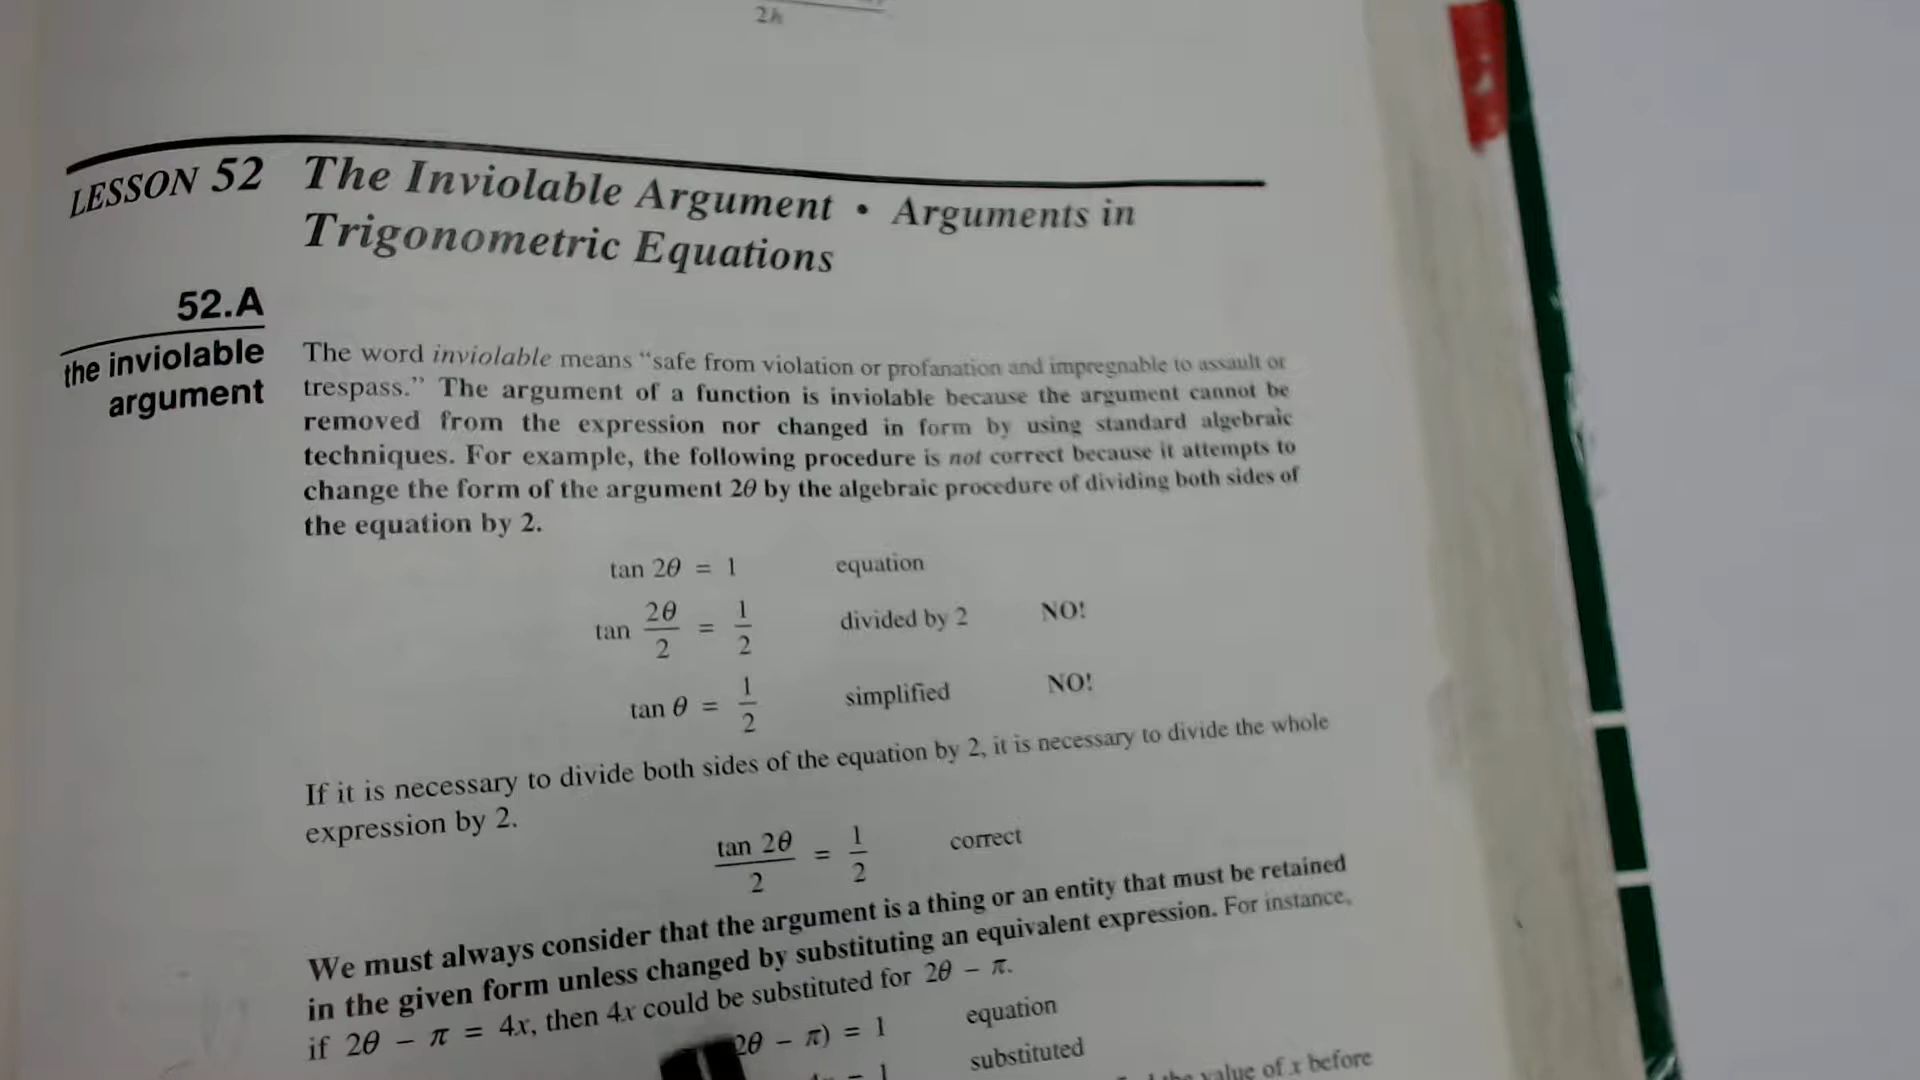 2h
LESSON 52 The Inviolable Argument • Arguments in
Trigonometric Equations
52.A
the inviolable
argument
The word inviolable means “safe from violation or profanation and impregnable to assault or
trespass.” The argument of a function is inviolable because the argument cannot be
removed from the expression nor changed in form by using standard algebraic
techniques. For example, the following procedure is not correct because it attempts to
change the form of the argument 2θ by the algebraic procedure of dividing both sides of
the equation by 2.
tan 2θ = 1 equation
tan 2θ/2 = 1/2 divided by 2 NO!
tan θ = 1/2 simplified NO!
If it is necessary to divide both sides of the equation by 2, it is necessary to divide the whole
expression by 2.
tan 2θ/2 = 1/2 correct
We must always consider that the argument is a thing or an entity that must be retained
in the given form unless changed by substituting an equivalent expression. For instance,
if 2θ − π = 4x, then 4x could be substituted for 2θ − π.
2θ − π) = 1 equation
= 1 substituted
value of x before